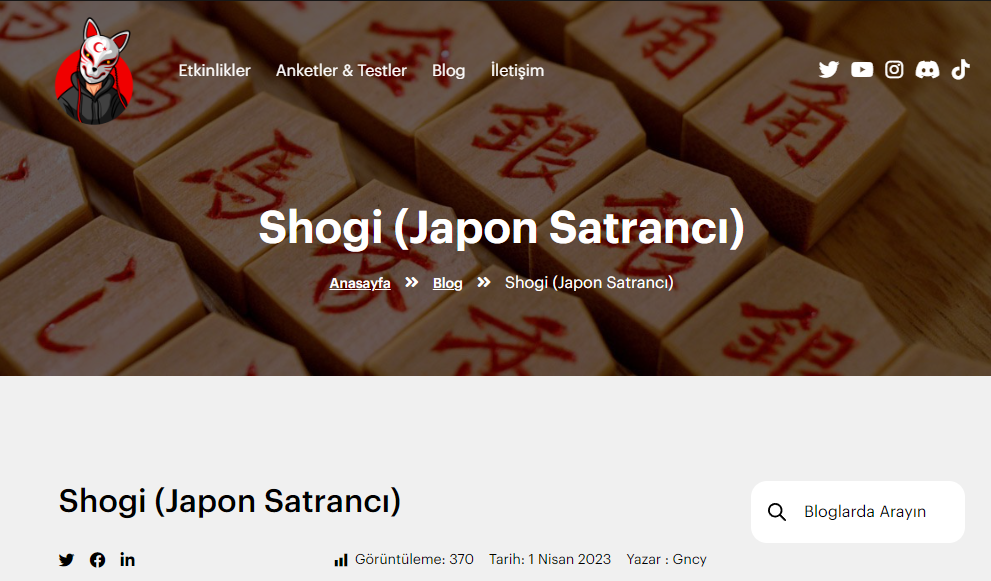 Etkinlikler Anketler & Testler Blog İletişim
Shogi (Japon Satrancı)
Anasayfa » Blog » Shogi (Japon Satrancı)
Shogi (Japon Satrancı)
Bloglarda Arayın
Görüntüleme: 370 Tarih: 1 Nisan 2023 Yazar : Gncy